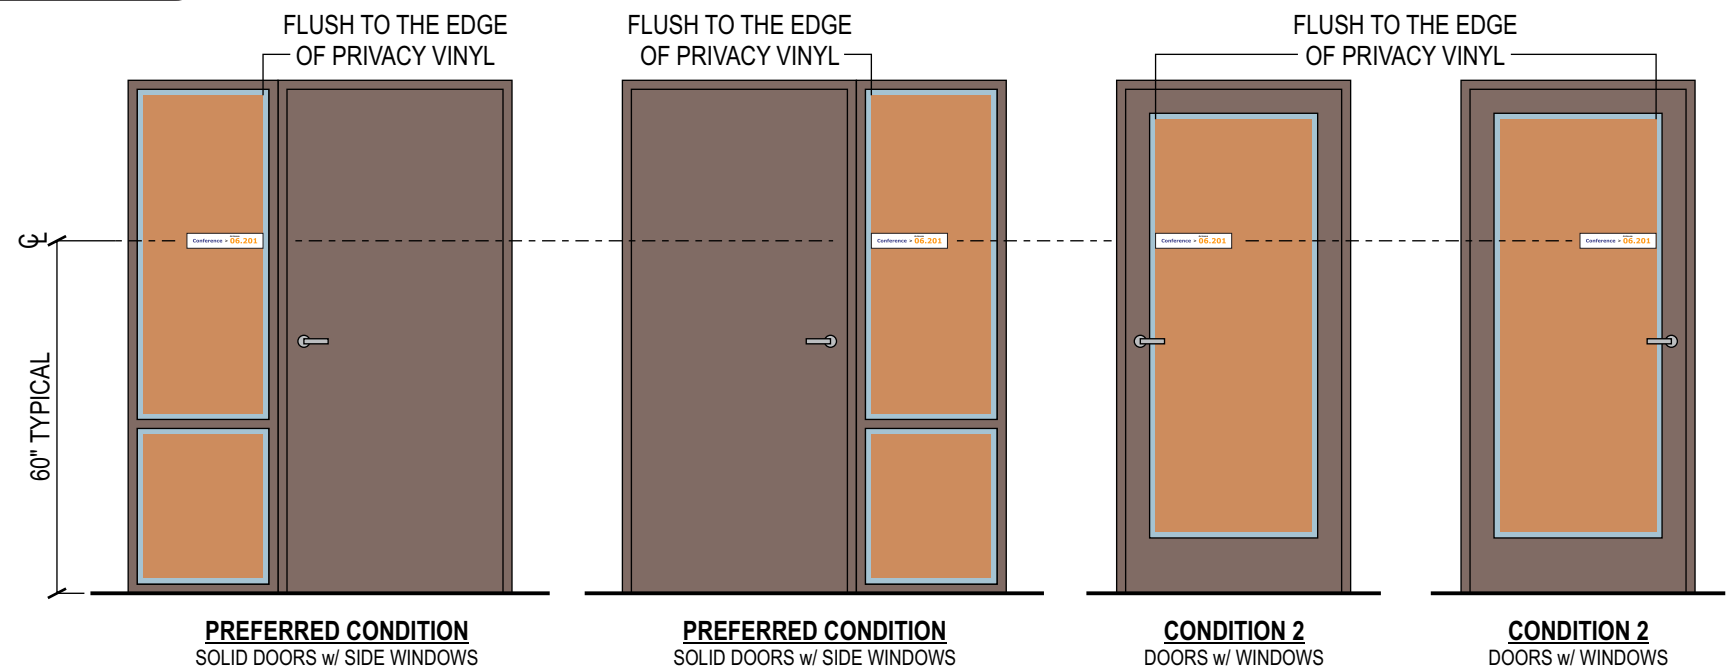 FLUSH TO THE EDGE
OF PRIVACY VINYL
FLUSH TO THE EDGE
OF PRIVACY VINYL
FLUSH TO THE EDGE
OF PRIVACY VINYL
℄
60" TYPICAL
Conference > 06.201
Conference > 06.201
Conference > 06.201
Conference > 06.201
PREFERRED CONDITION
SOLID DOORS w/ SIDE WINDOWS
PREFERRED CONDITION
SOLID DOORS w/ SIDE WINDOWS
CONDITION 2
DOORS w/ WINDOWS
CONDITION 2
DOORS w/ WINDOWS